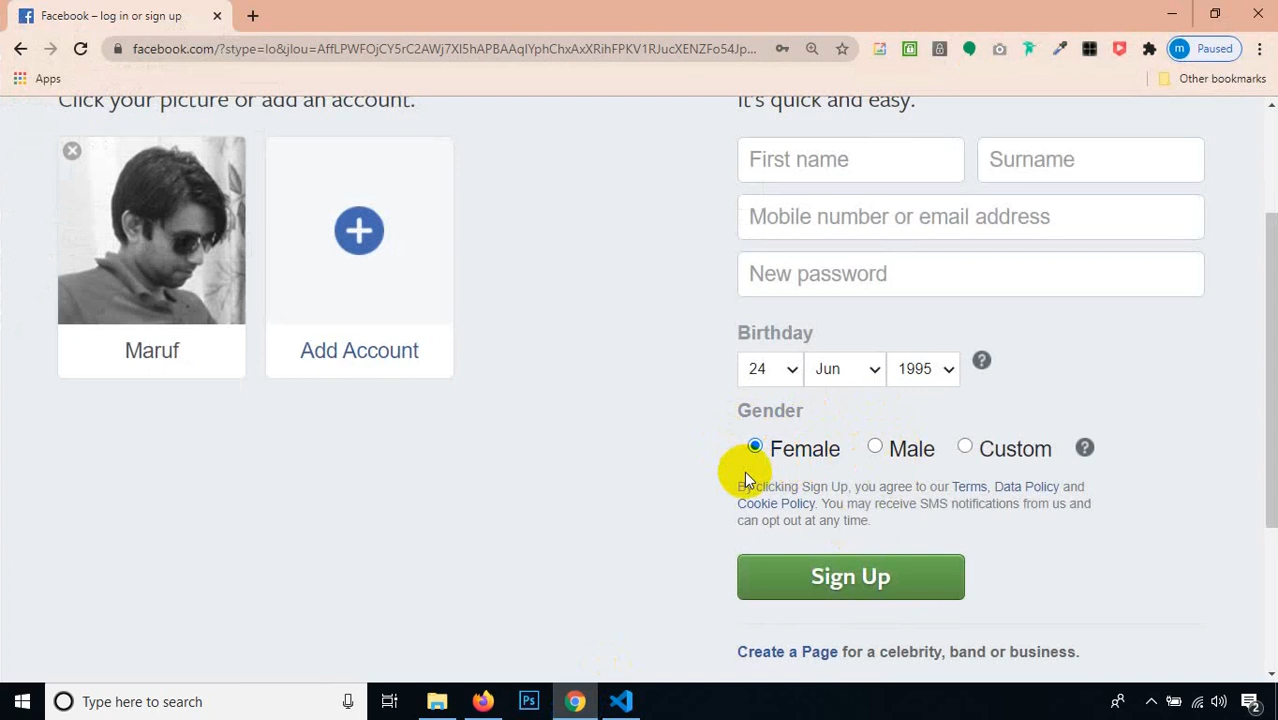 Facebook – log in or sign up
facebook.com/?stype=lo&jlou=AffLPWFOjCY5rC2AWj7Xl5hAPBAAqlYphChxAxXRihFPKV1RJucXENZFo54Jp...
m Paused
Apps
Other bookmarks
Click your picture or add an account.
It's quick and easy.
First name
Surname
Mobile number or email address
New password
Maruf
Add Account
Birthday
24
Jun
1995
Gender
Female
Male
Custom
By clicking Sign Up, you agree to our Terms, Data Policy and
Cookie Policy. You may receive SMS notifications from us and
can opt out at any time.
Sign Up
Create a Page for a celebrity, band or business.
Type here to search
Ps
2